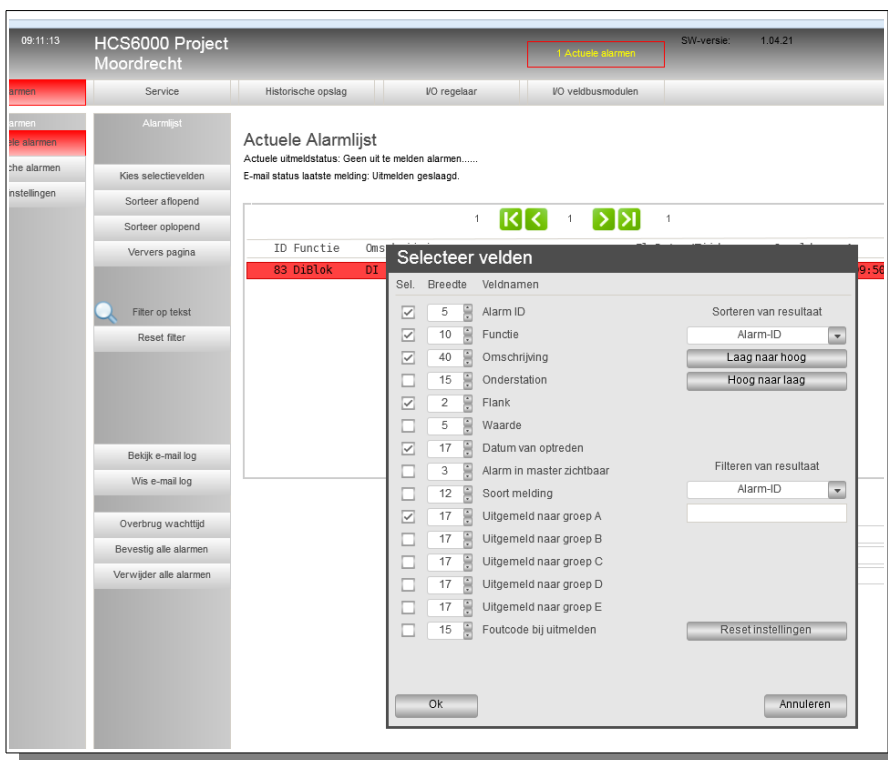 09:11:13
HCS6000 Project
Moordrecht
1 Actuele alarmen
SW-versie: 1.04.21
armen
Service
Historische opslag
I/O regelaar
I/O veldbusmodulen
armen
ele alarmen
che alarmen
nstellingen
Alarmlijst
Kies selectievelden
Sorteer aflopend
Sorteer oplopend
Ververs pagina
Filter op tekst
Reset filter
Bekijk e-mail log
Wis e-mail log
Overbrug wachttijd
Bevestig alle alarmen
Verwijder alle alarmen
Actuele Alarmlijst
Actuele uitmeldstatus: Geen uit te melden alarmen......
E-mail status laatste melding: Uitmelden geslaagd.
1 1 1
ID Functie
83 DiBlok DI 09:50
Selecteer velden
Sel. Breedte Veldnamen
5 Alarm ID
10 Functie
40 Omschrijving
15 Onderstation
2 Flank
5 Waarde
17 Datum van optreden
3 Alarm in master zichtbaar
12 Soort melding
17 Uitgemeld naar groep A
17 Uitgemeld naar groep B
17 Uitgemeld naar groep C
17 Uitgemeld naar groep D
17 Uitgemeld naar groep E
15 Foutcode bij uitmelden
Sorteren van resultaat
Alarm-ID
Laag naar hoog
Hoog naar laag
Filteren van resultaat
Alarm-ID
Reset instellingen
Ok
Annuleren